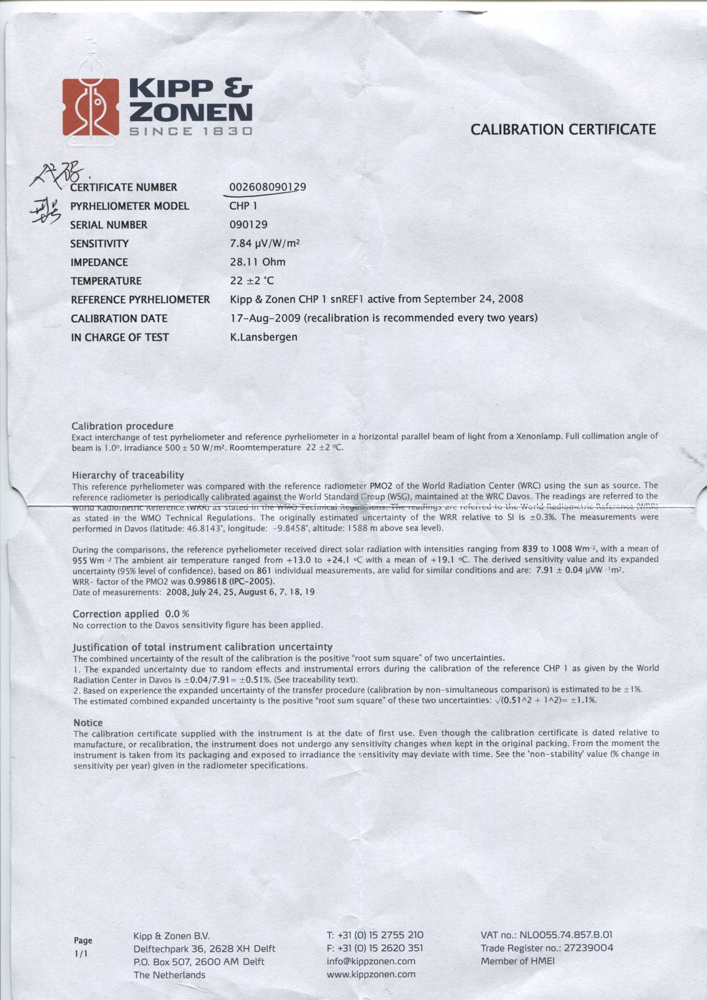 KIPP &
ZONEN
SINCE 1830
CALIBRATION CERTIFICATE
代码.
CERTIFICATE NUMBER 002608090129
PYRHELIOMETER MODEL CHP 1
SERIAL NUMBER 090129
SENSITIVITY 7.84 µV/W/m²
IMPEDANCE 28.11 Ohm
TEMPERATURE 22 ±2 °C
REFERENCE PYRHELIOMETER Kipp & Zonen CHP 1 snREF1 active from September 24, 2008
CALIBRATION DATE 17-Aug-2009 (recalibration is recommended every two years)
IN CHARGE OF TEST K.Lansbergen
Calibration procedure
Exact interchange of test pyrheliometer and reference pyrheliometer in a horizontal parallel beam of light from a Xenonlamp. Full collimation angle of
beam is 1.0º. Irradiance 500 ± 50 W/m². Roomtemperature 22 ±2 ºC.
Hierarchy of traceability
This reference pyrheliometer was compared with the reference radiometer PMO2 of the World Radiation Center (WRC) using the sun as source. The
reference radiometer is periodically calibrated against the World Standard Group (WSG), maintained at the WRC Davos. The readings are referred to the
World Radiometric Reference (WRR) as stated in the WMO Technical Regulations. The readings are referred to the World Radiometric Reference (WRR)
as stated in the WMO Technical Regulations. The originally estimated uncertainty of the WRR relative to SI is ±0.3%. The measurements were
performed in Davos (latitude: 46.8143°, longitude: -9.8458°, altitude: 1588 m above sea level).
During the comparisons, the reference pyrheliometer received direct solar radiation with intensities ranging from 839 to 1008 Wm⁻², with a mean of
955 Wm ⁻² The ambient air temperature ranged from +13.0 to +24.1 ºC with a mean of +19.1 ºC. The derived sensitivity value and its expanded
uncertainty (95% level of confidence), based on 861 individual measurements, are valid for similar conditions and are: 7.91 ± 0.04 µVW ⁻¹m².
WRR- factor of the PMO2 was 0.998618 (IPC-2005).
Date of measurements: 2008, July 24, 25, August 6, 7, 18, 19
Correction applied 0.0 %
No correction to the Davos sensitivity figure has been applied.
Justification of total instrument calibration uncertainty
The combined uncertainty of the result of the calibration is the positive “root sum square” of two uncertainties.
1. The expanded uncertainty due to random effects and instrumental errors during the calibration of the reference CHP 1 as given by the World
Radiation Center in Davos is ±0.04/7.91= ±0.51%. (See traceability text).
2. Based on experience the expanded uncertainty of the transfer procedure (calibration by non-simultaneous comparison) is estimated to be ±1%.
The estimated combined expanded uncertainty is the positive “root sum square” of these two uncertainties: √(0.51^2 + 1^2)= ±1.1%.
Notice
The calibration certificate supplied with the instrument is at the date of first use. Even though the calibration certificate is dated relative to
manufacture, or recalibration, the instrument does not undergo any sensitivity changes when kept in the original packing. From the moment the
instrument is taken from its packaging and exposed to irradiance the sensitivity may deviate with time. See the 'non-stability' value (% change in
sensitivity per year) given in the radiometer specifications.
Page
1/1
Kipp & Zonen B.V.
Delftechpark 36, 2628 XH Delft
P.O. Box 507, 2600 AM Delft
The Netherlands
T: +31 (0) 15 2755 210
F: +31 (0) 15 2620 351
info@kippzonen.com
www.kippzonen.com
VAT no.: NL0055.74.857.B.01
Trade Register no.: 27239004
Member of HMEI